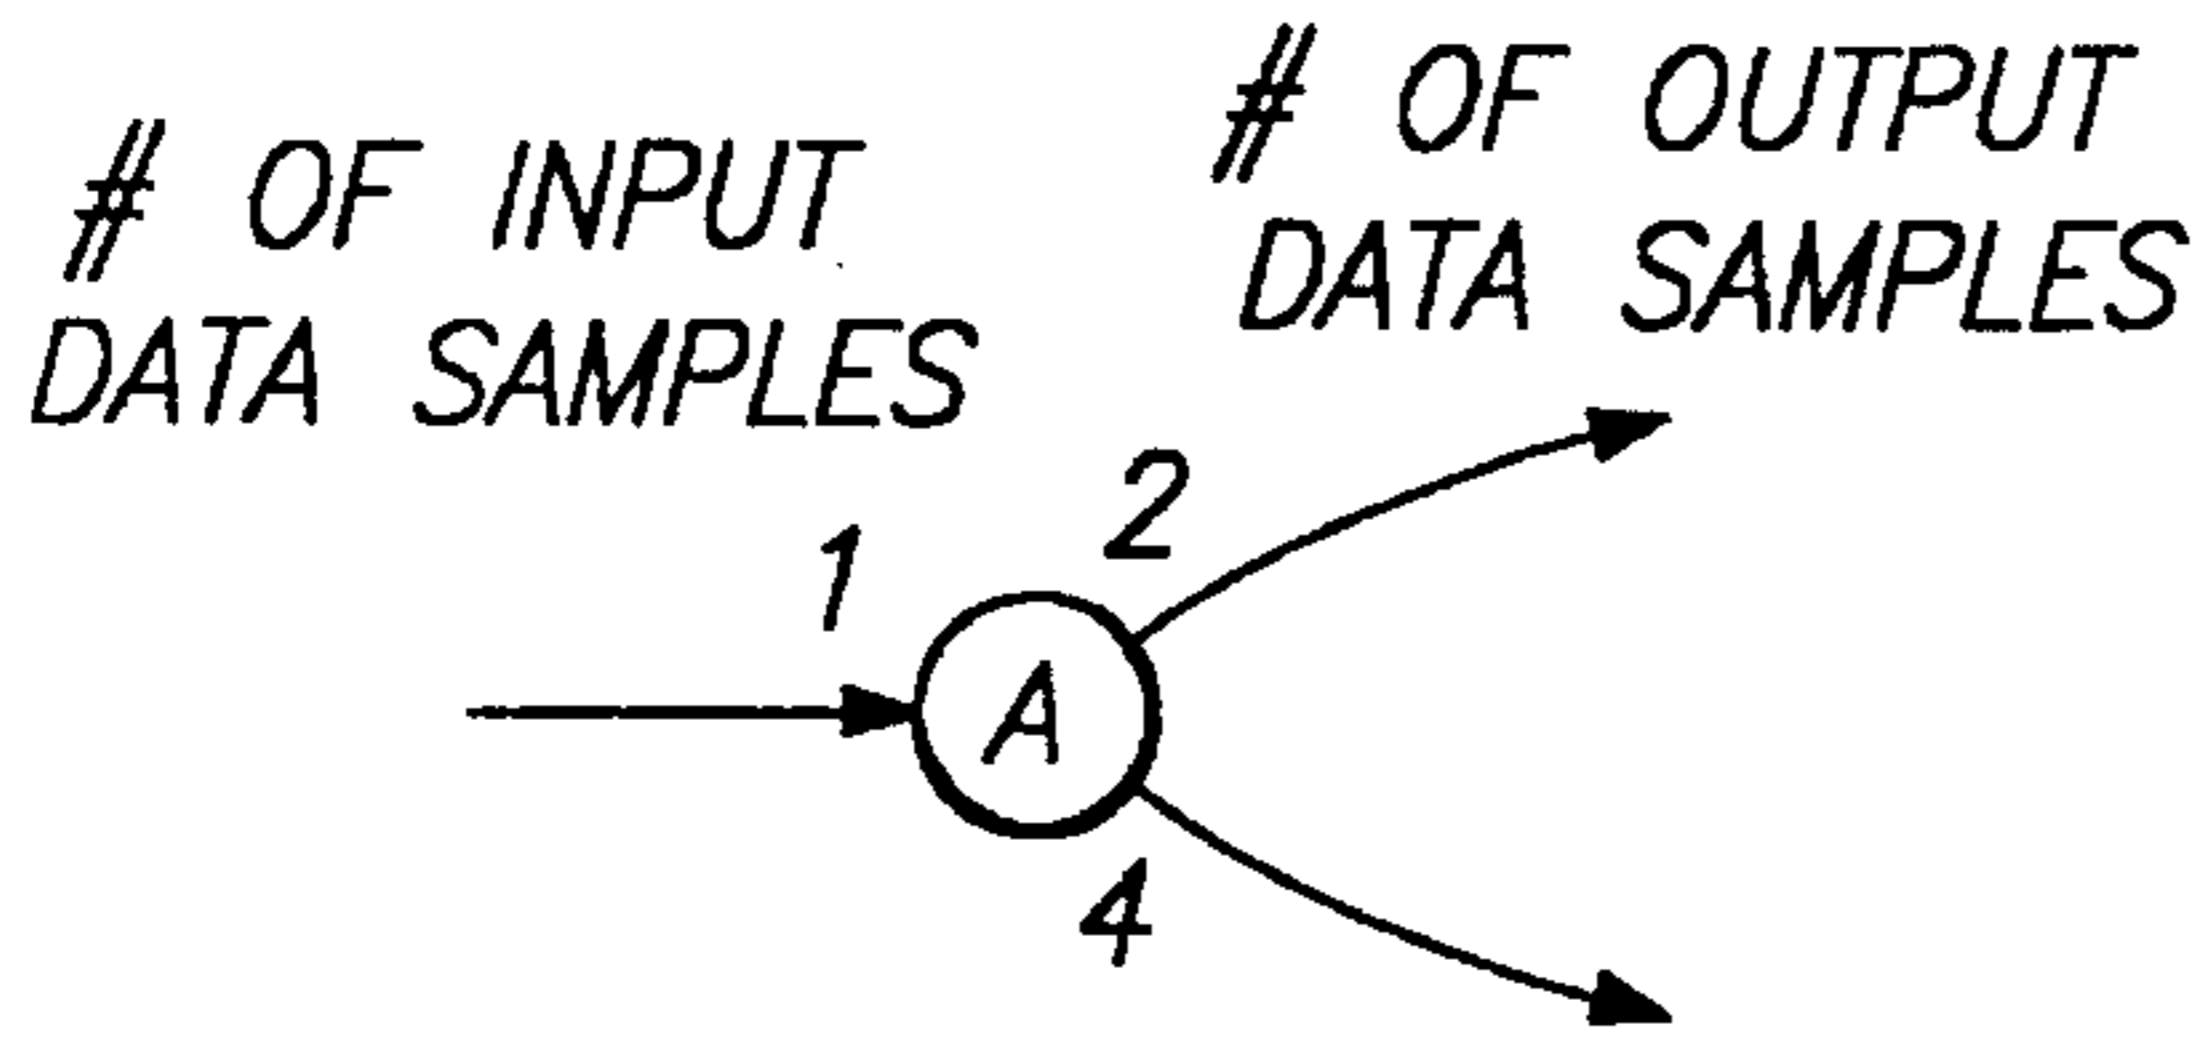 # OF INPUT
DATA SAMPLES
# OF OUTPUT
DATA SAMPLES
1
2
A
4